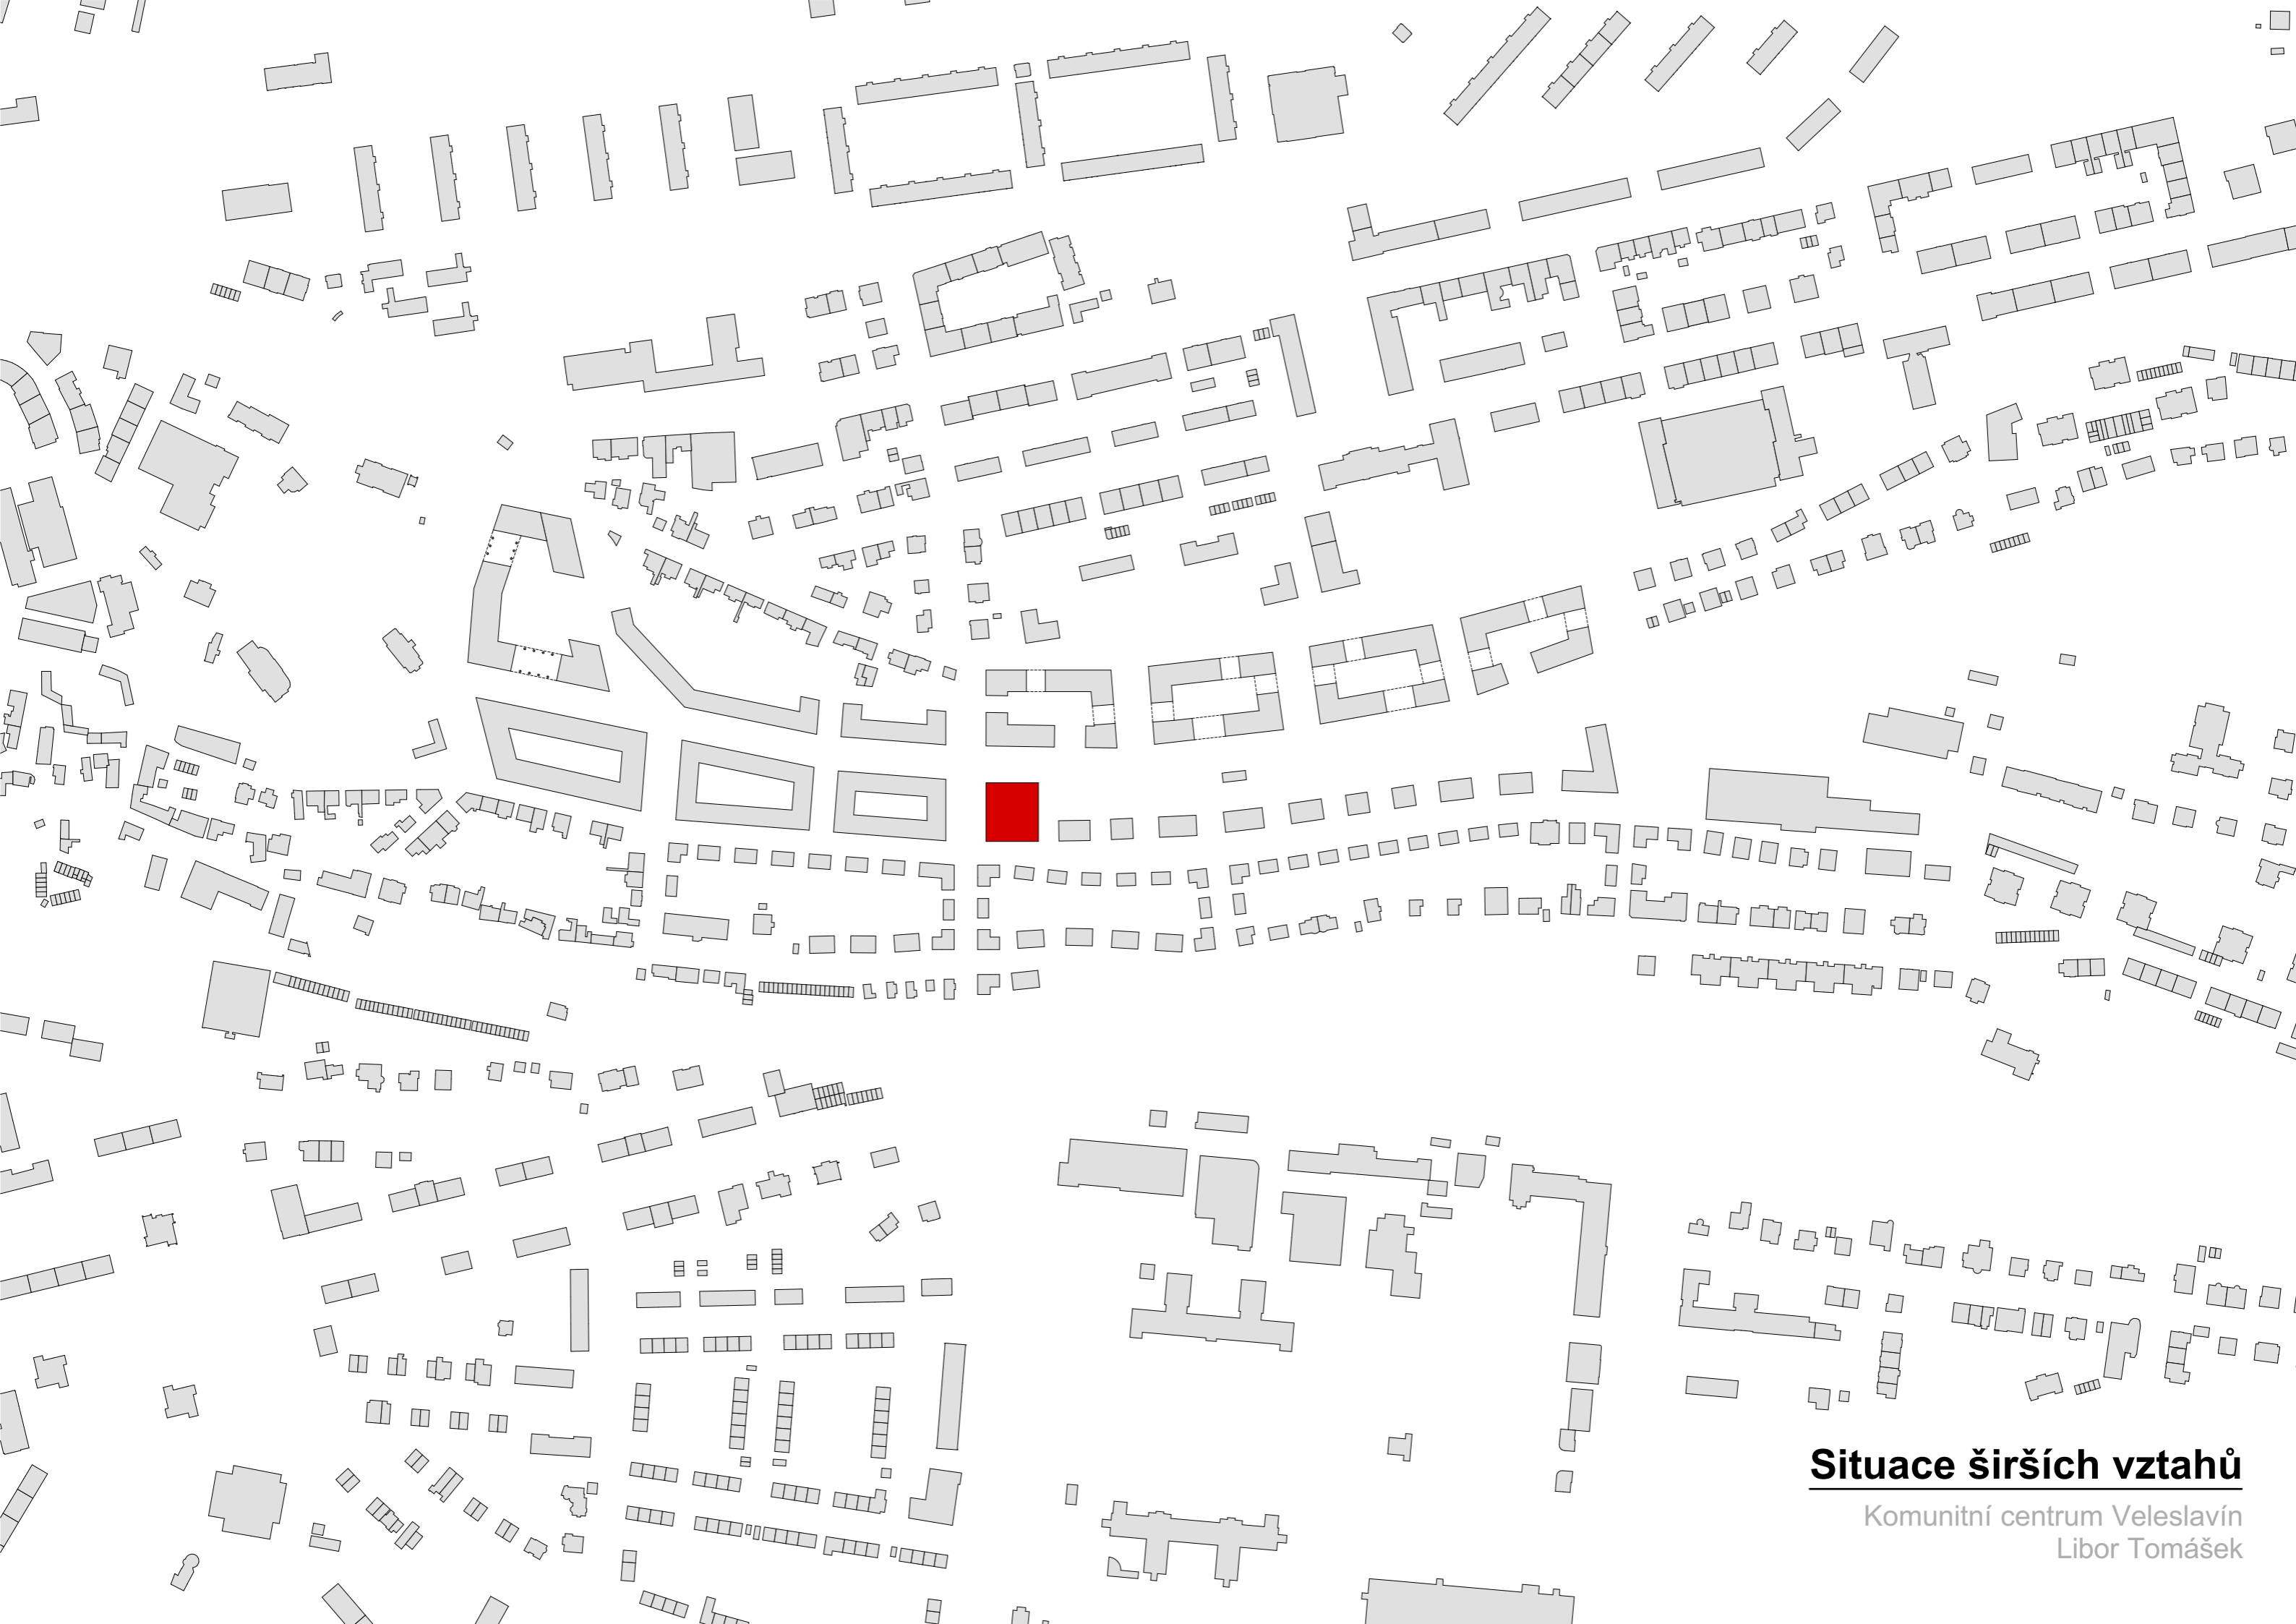 Situace širších vztahů
Komunitní centrum Veleslavín
Libor Tomášek